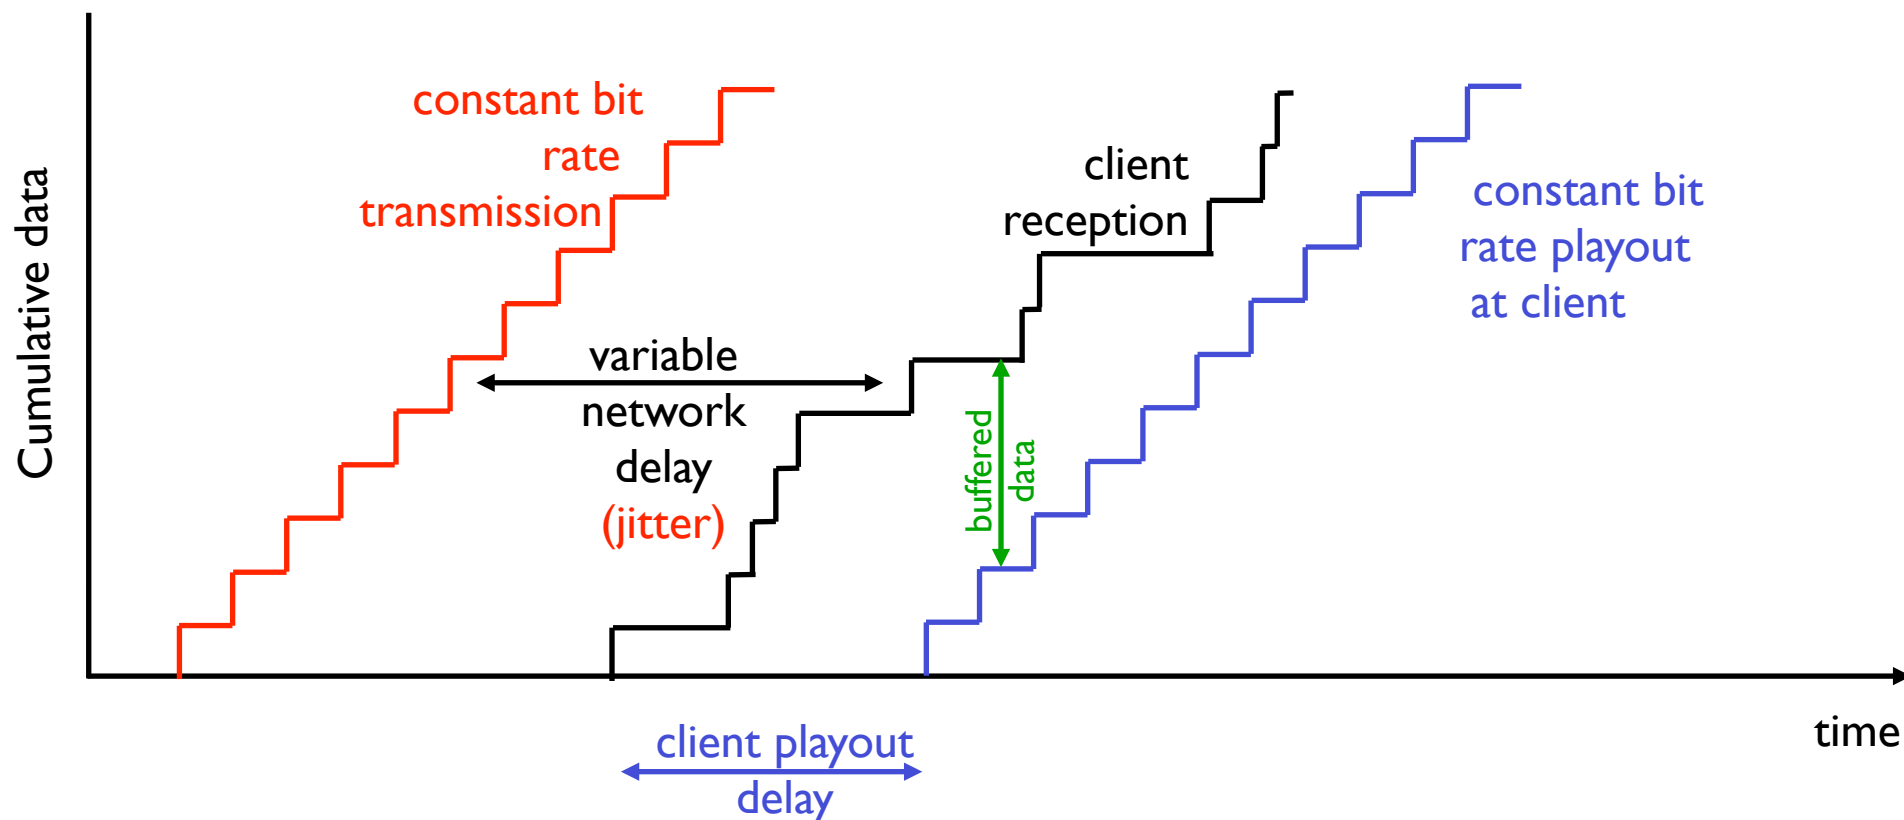 constant bit
rate
transmission
Cumulative data
variable
network
delay
(jitter)
client
reception
buffered
data
constant bit
rate playout
at client
time
client playout
delay